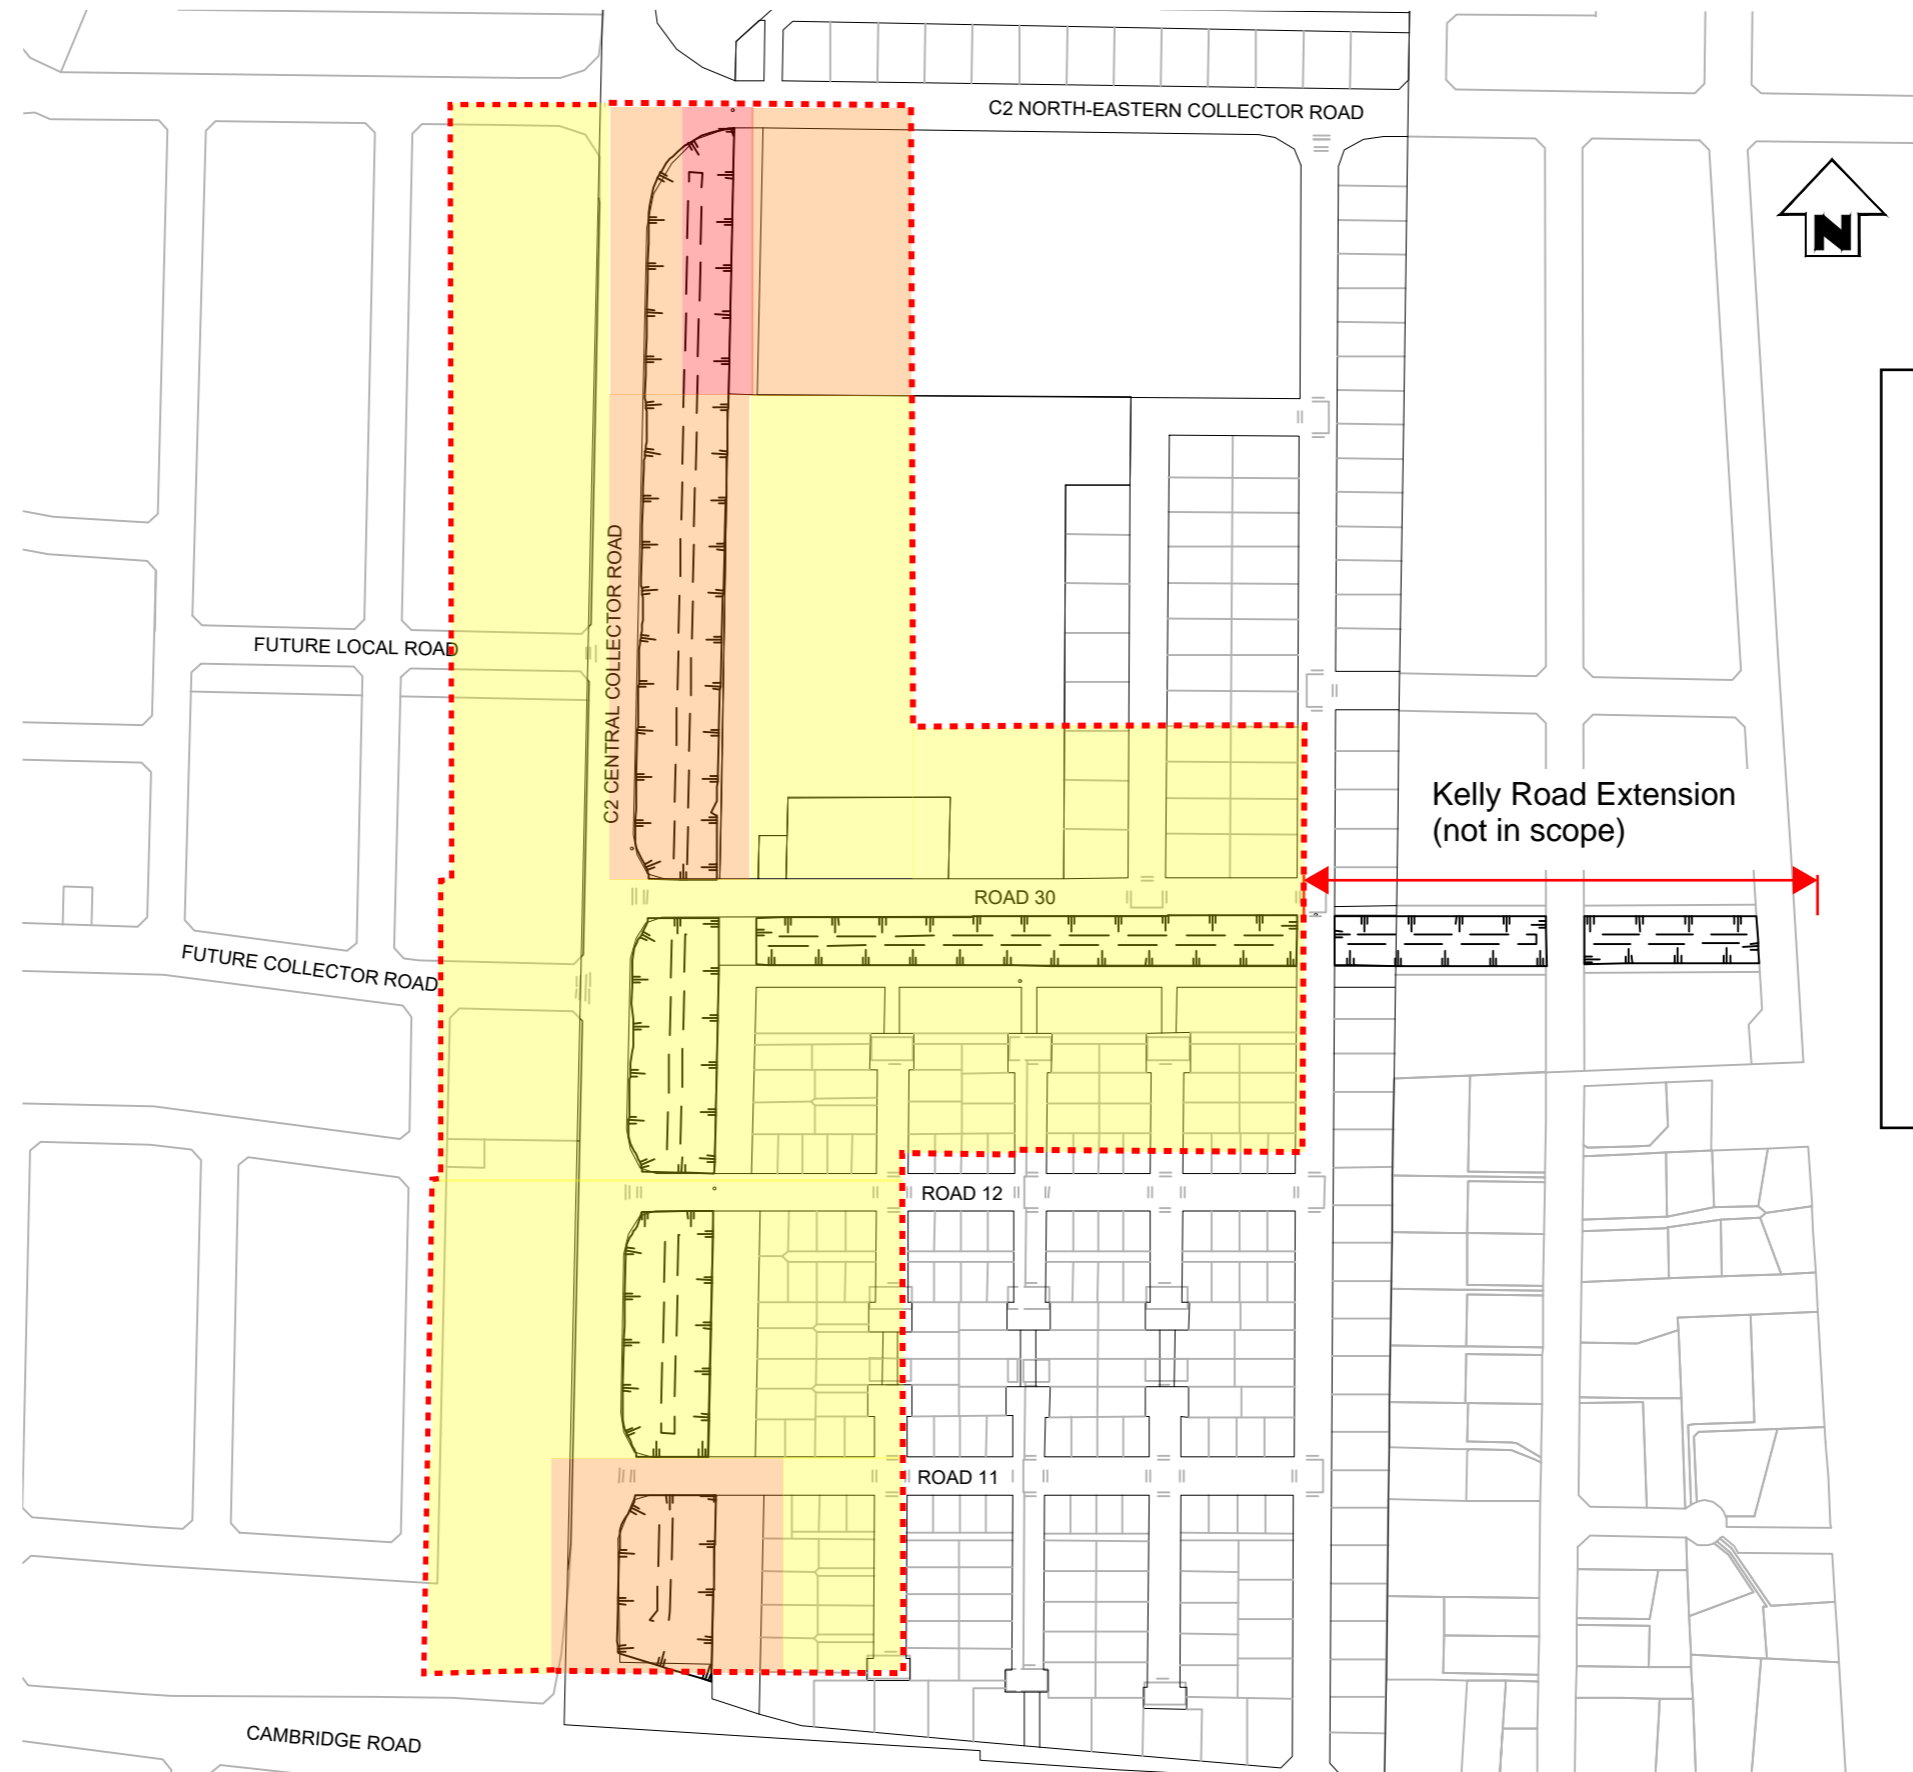 C2 NORTH-EASTERN COLLECTOR ROAD
N
FUTURE LOCAL ROAD
C2 CENTRAL COLLECTOR ROAD
Kelly Road Extension
(not in scope)
ROAD 30
FUTURE COLLECTOR ROAD
ROAD 12
ROAD 11
CAMBRIDGE ROAD